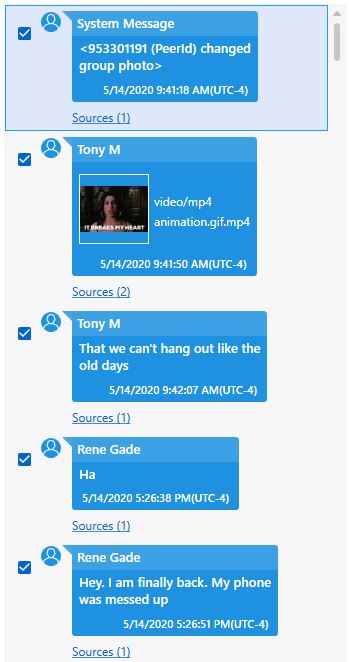 System Message
<953301191 (PeerId) changed
group photo>
5/14/2020 9:41:18 AM(UTC-4)
Sources (1)
Tony M
IT BREAKS MY HEART
video/mp4
animation.gif.mp4
5/14/2020 9:41:50 AM(UTC-4)
Sources (2)
Tony M
That we can't hang out like the
old days
5/14/2020 9:42:07 AM(UTC-4)
Sources (1)
Rene Gade
Ha
5/14/2020 5:26:38 PM(UTC-4)
Sources (1)
Rene Gade
Hey. I am finally back. My phone
was messed up
5/14/2020 5:26:51 PM(UTC-4)
Sources (1)